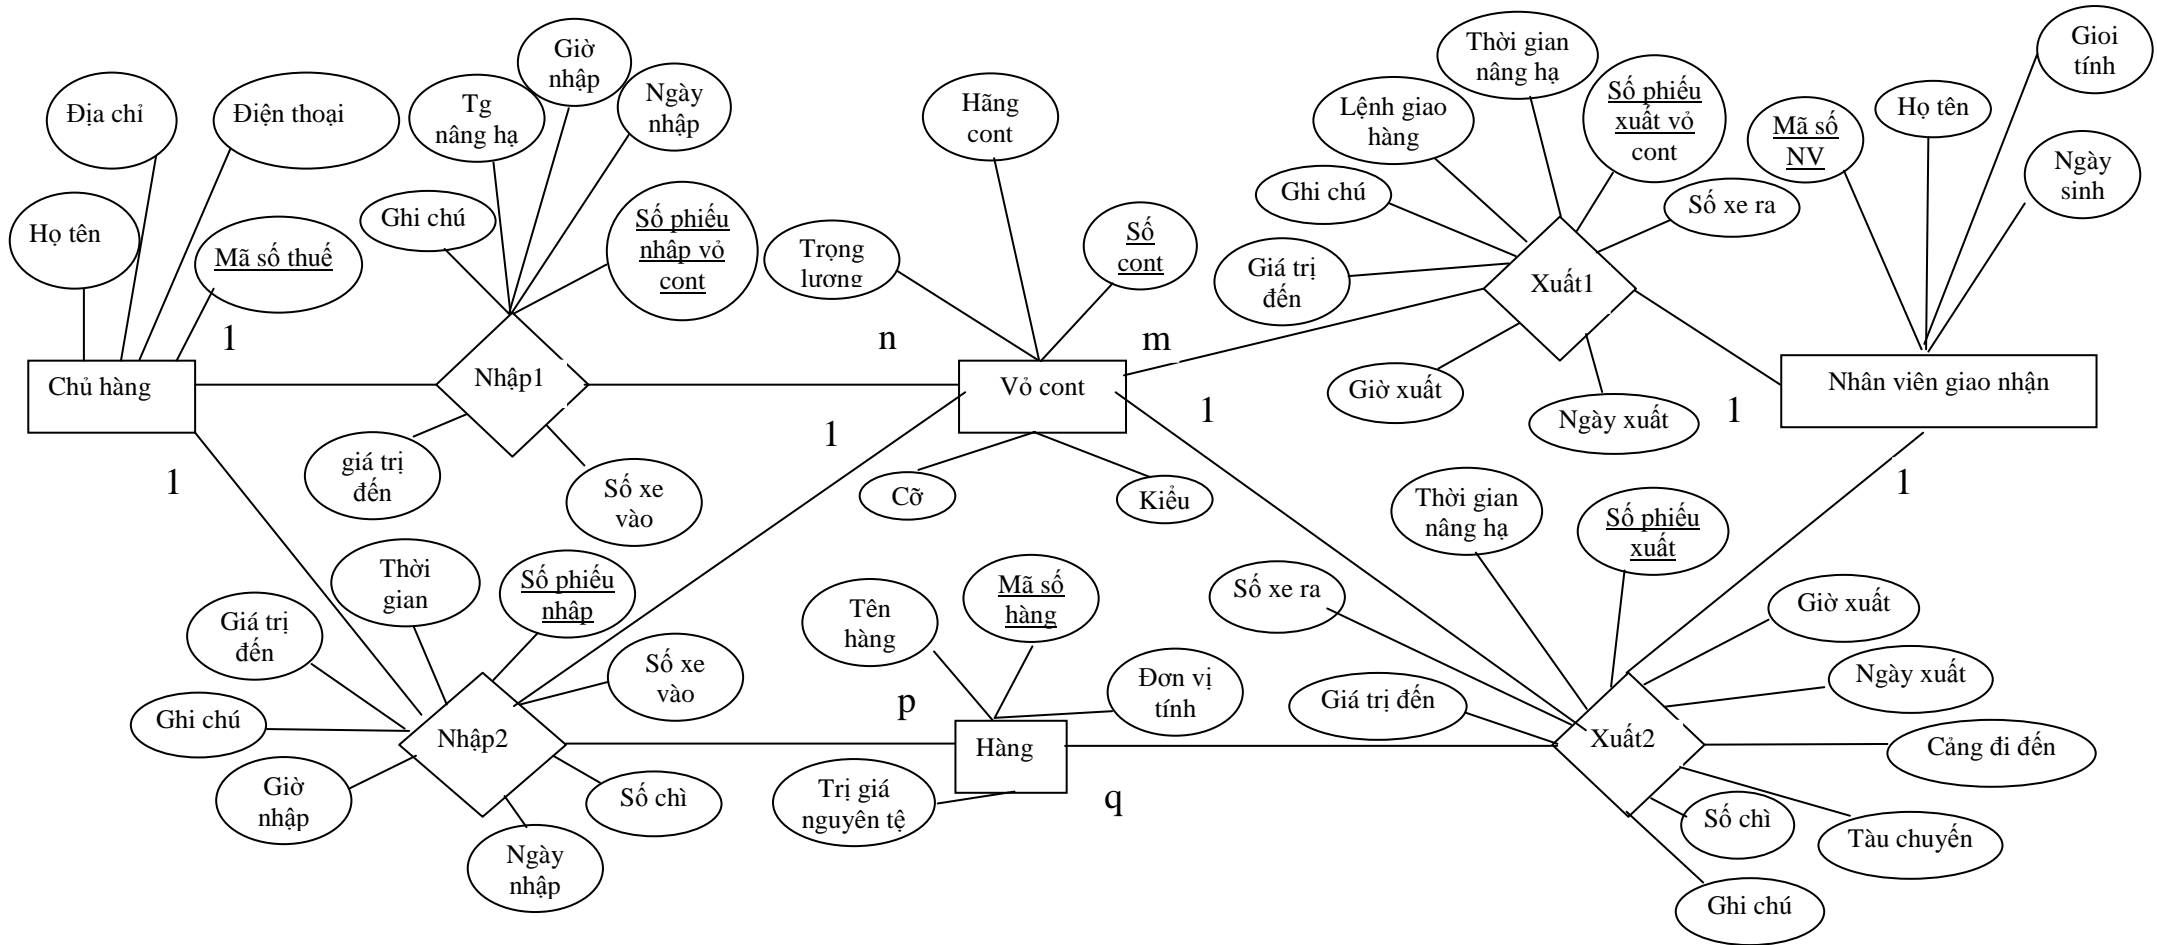 Địa chỉ
Điện thoại
Họ tên
Mã số thuế
1
Chủ hàng
1
Giờ
nhập
Tg
nâng hạ
Ngày
nhập
Ghi chú
Số phiếu
nhập vỏ
cont
Nhập1
giá trị
đến
Số xe
vào
Hãng
cont
Trọng
lương
Số
cont
n
m
Vỏ cont
1
1
Cỡ
Kiểu
Thời gian
nâng hạ
Lệnh giao
hàng
Số phiếu
xuất vỏ
cont
Ghi chú
Số xe ra
Giá trị
đến
Xuất1
Giờ xuất
Ngày xuất
1
Gioi
tính
Họ tên
Mã số
NV
Ngày
sinh
Nhân viên giao nhận
1
Thời
gian
Số phiếu
nhập
Giá trị
đến
Số xe
vào
Ghi chú
Nhập2
Giờ
nhập
Số chì
Ngày
nhập
Tên
hàng
Mã số
hàng
Đơn vị
tính
p
Hàng
Trị giá
nguyên tệ
q
Thời gian
nâng hạ
Số phiếu
xuất
Số xe ra
Giờ xuất
Giá trị đến
Ngày xuất
Xuất2
Cảng đi đến
Số chì
Tàu chuyến
Ghi chú